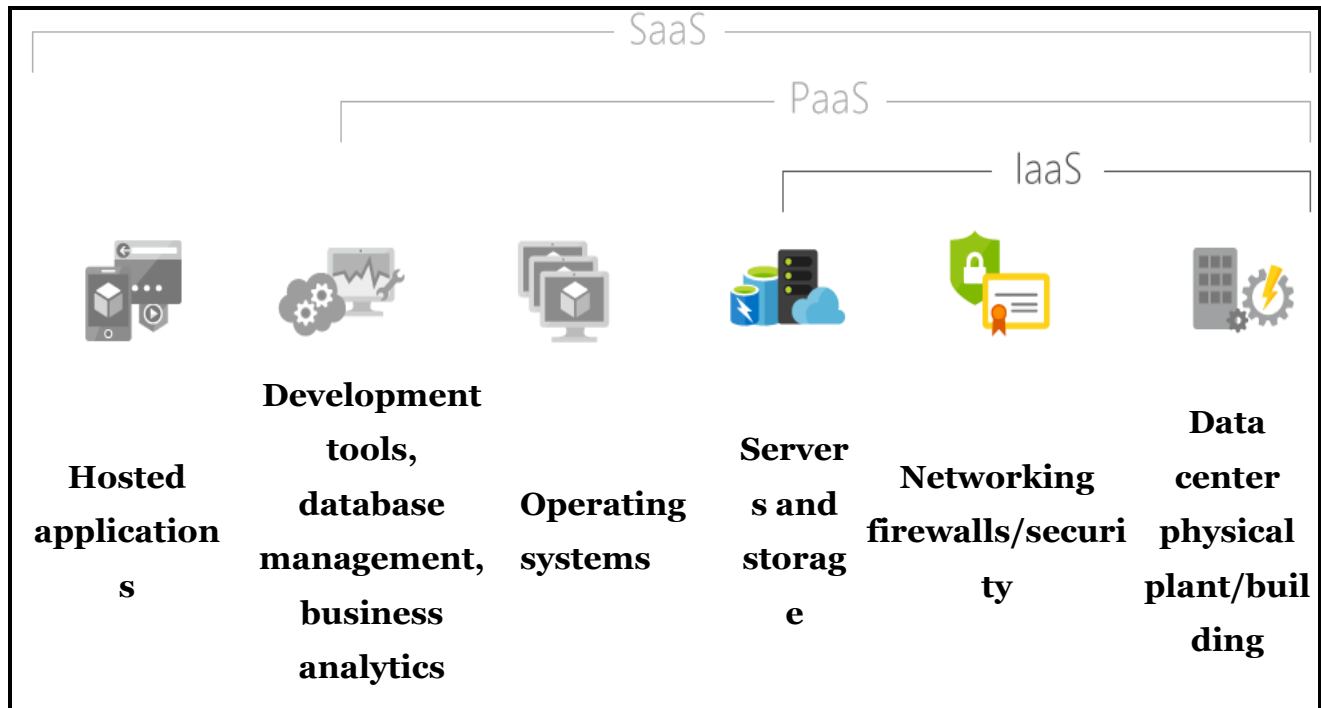 SaaS
PaaS
IaaS
Hosted
application
s
Development
tools,
database
management,
business
analytics
Operating
systems
Server
s and
storag
e
Networking
firewalls/securi
ty
Data
center
physical
plant/buil
ding